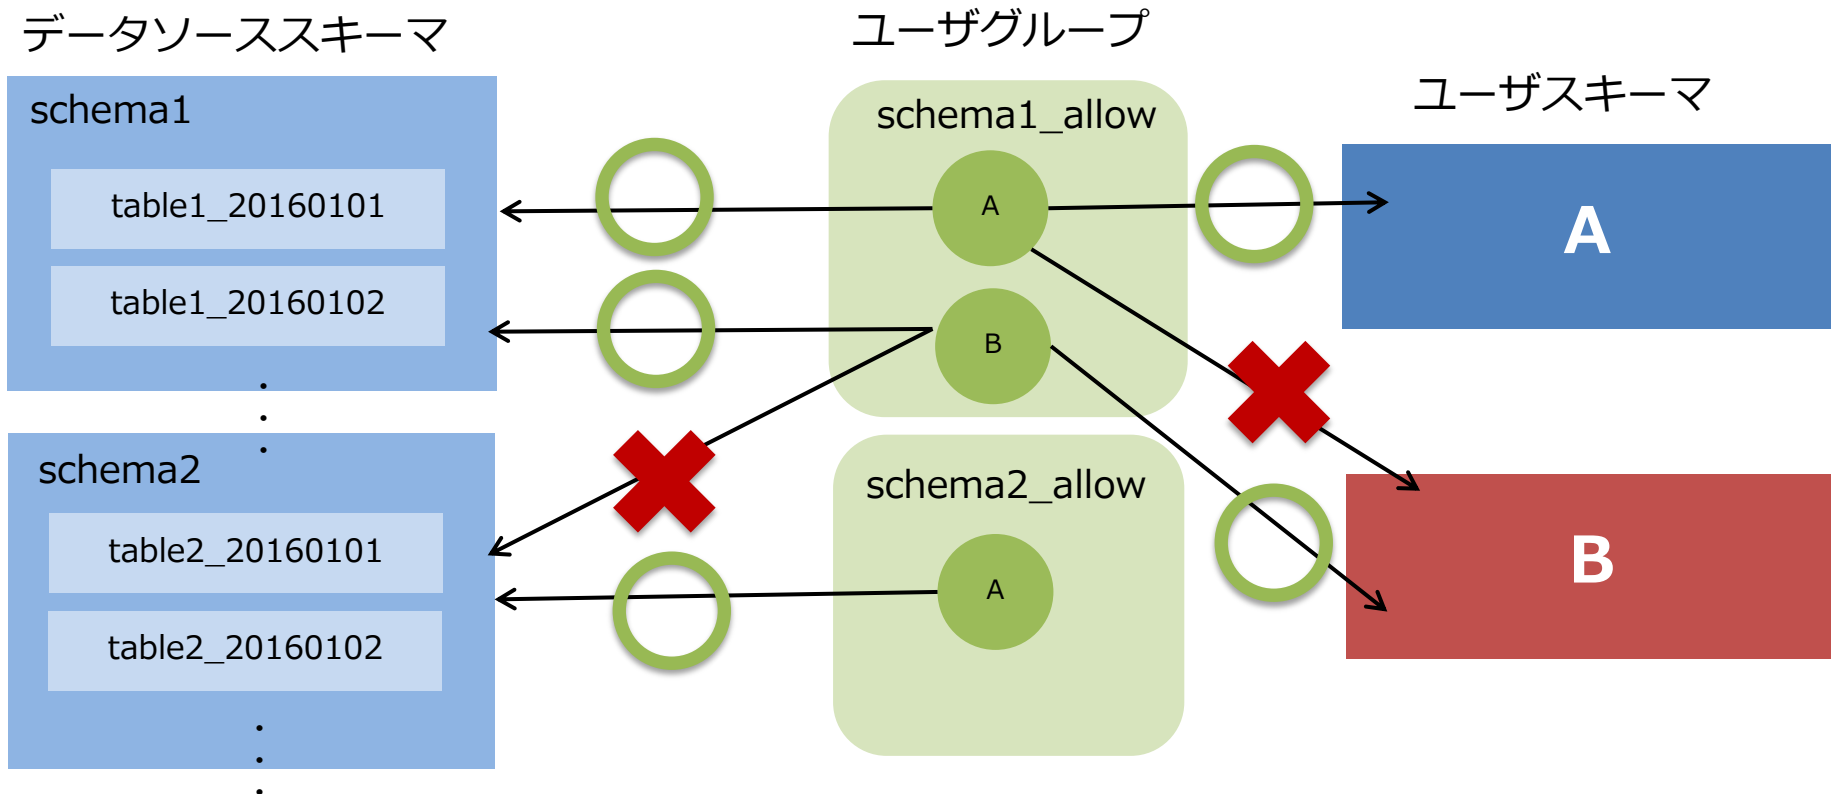 データソーススキーマ
schema1
table1_20160101
table1_20160102
schema2
table2_20160101
table2_20160102
ユーザグループ
schema1_allow
A
B
schema2_allow
A
ユーザスキーマ
A
B